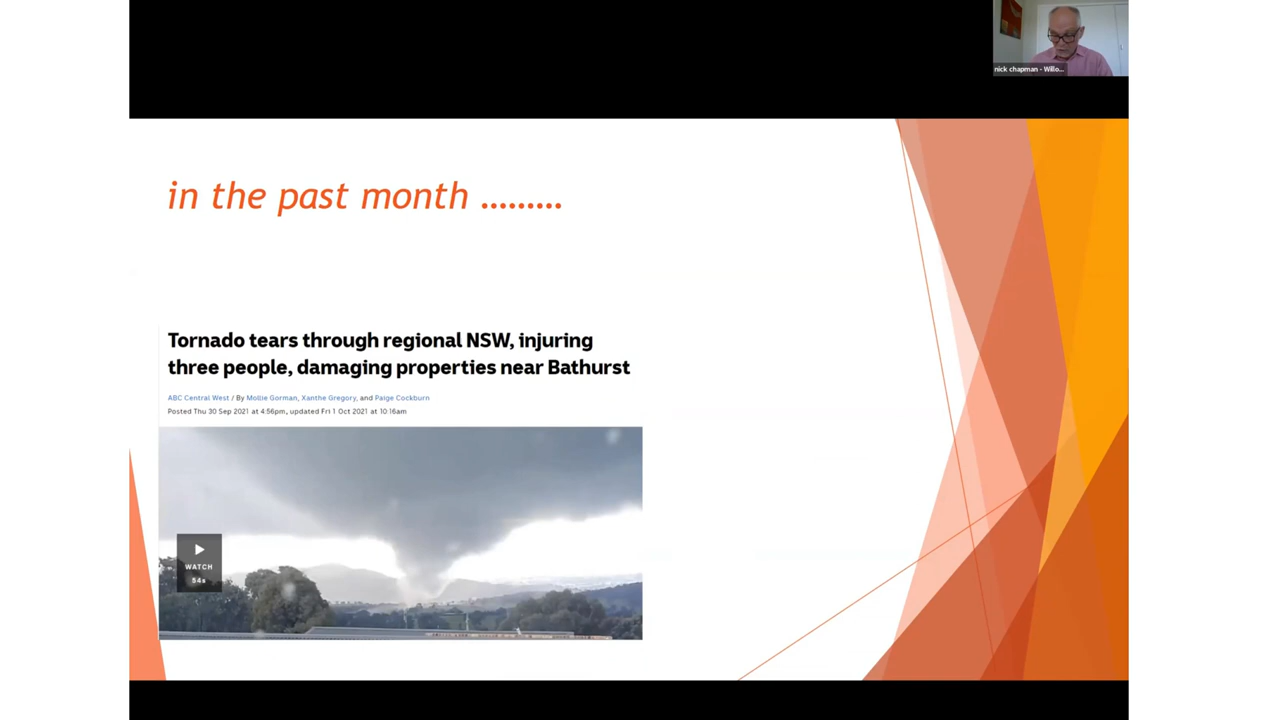 nick chapman - Willo...
in the past month .........
Tornado tears through regional NSW, injuring
three people, damaging properties near Bathurst
ABC Central West / By Mollie Gorman, Xanthe Gregory, and Paige Cockburn
Posted Thu 30 Sep 2021 at 4:56pm, updated Fri 1 Oct 2021 at 10:16am
WATCH
54s